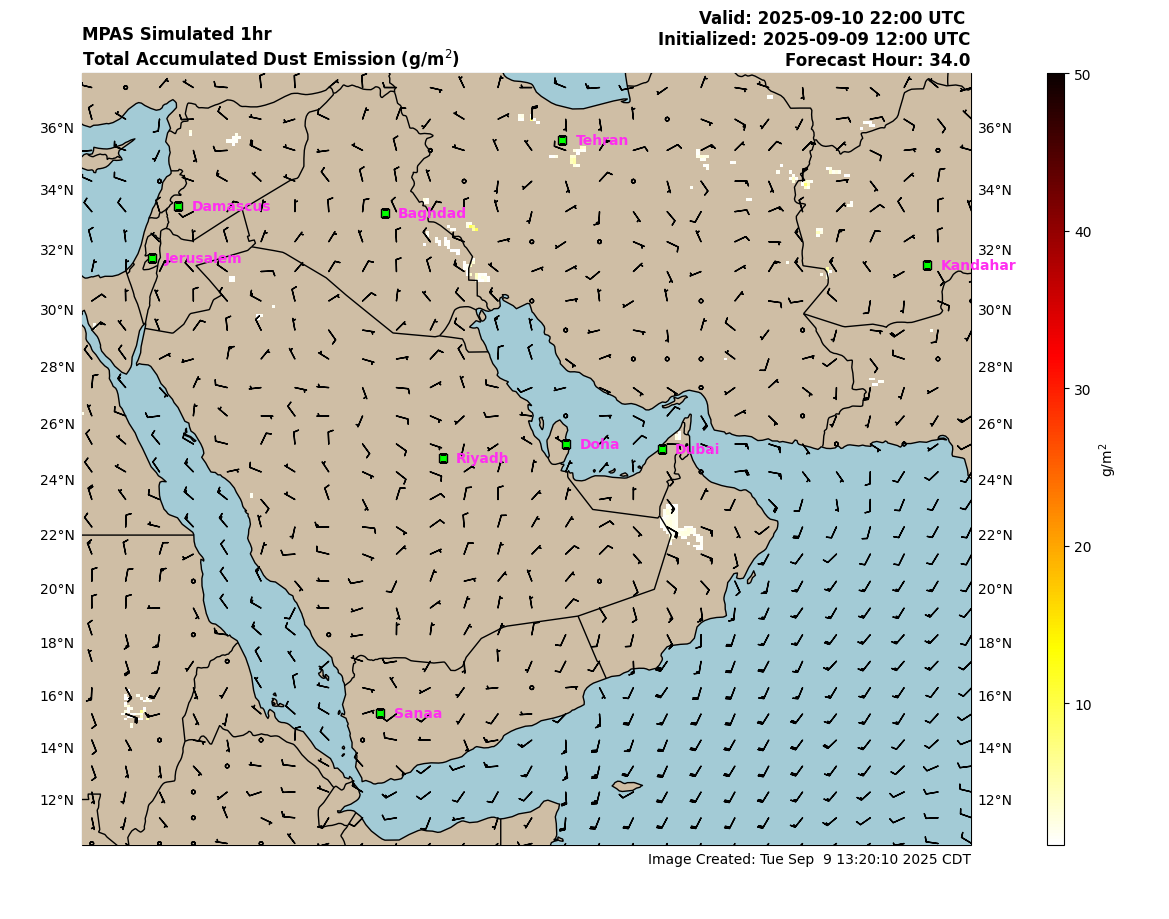 MPAS Simulated 1hr
Total Accumulated Dust Emission (g/m²)
Valid: 2025-09-10 22:00 UTC
Initialized: 2025-09-09 12:00 UTC
Forecast Hour: 34.0
36°N
34°N
32°N
30°N
28°N
26°N
24°N
22°N
20°N
18°N
16°N
14°N
12°N
Tehran
Damascus
Baghdad
Jerusalem
Kandahar
Doha
Dubai
Riyadh
Sanaa
36°N
34°N
32°N
30°N
28°N
26°N
24°N
22°N
20°N
18°N
16°N
14°N
12°N
50
40
30
20
10
g/m²
Image Created: Tue Sep  9 13:20:10 2025 CDT